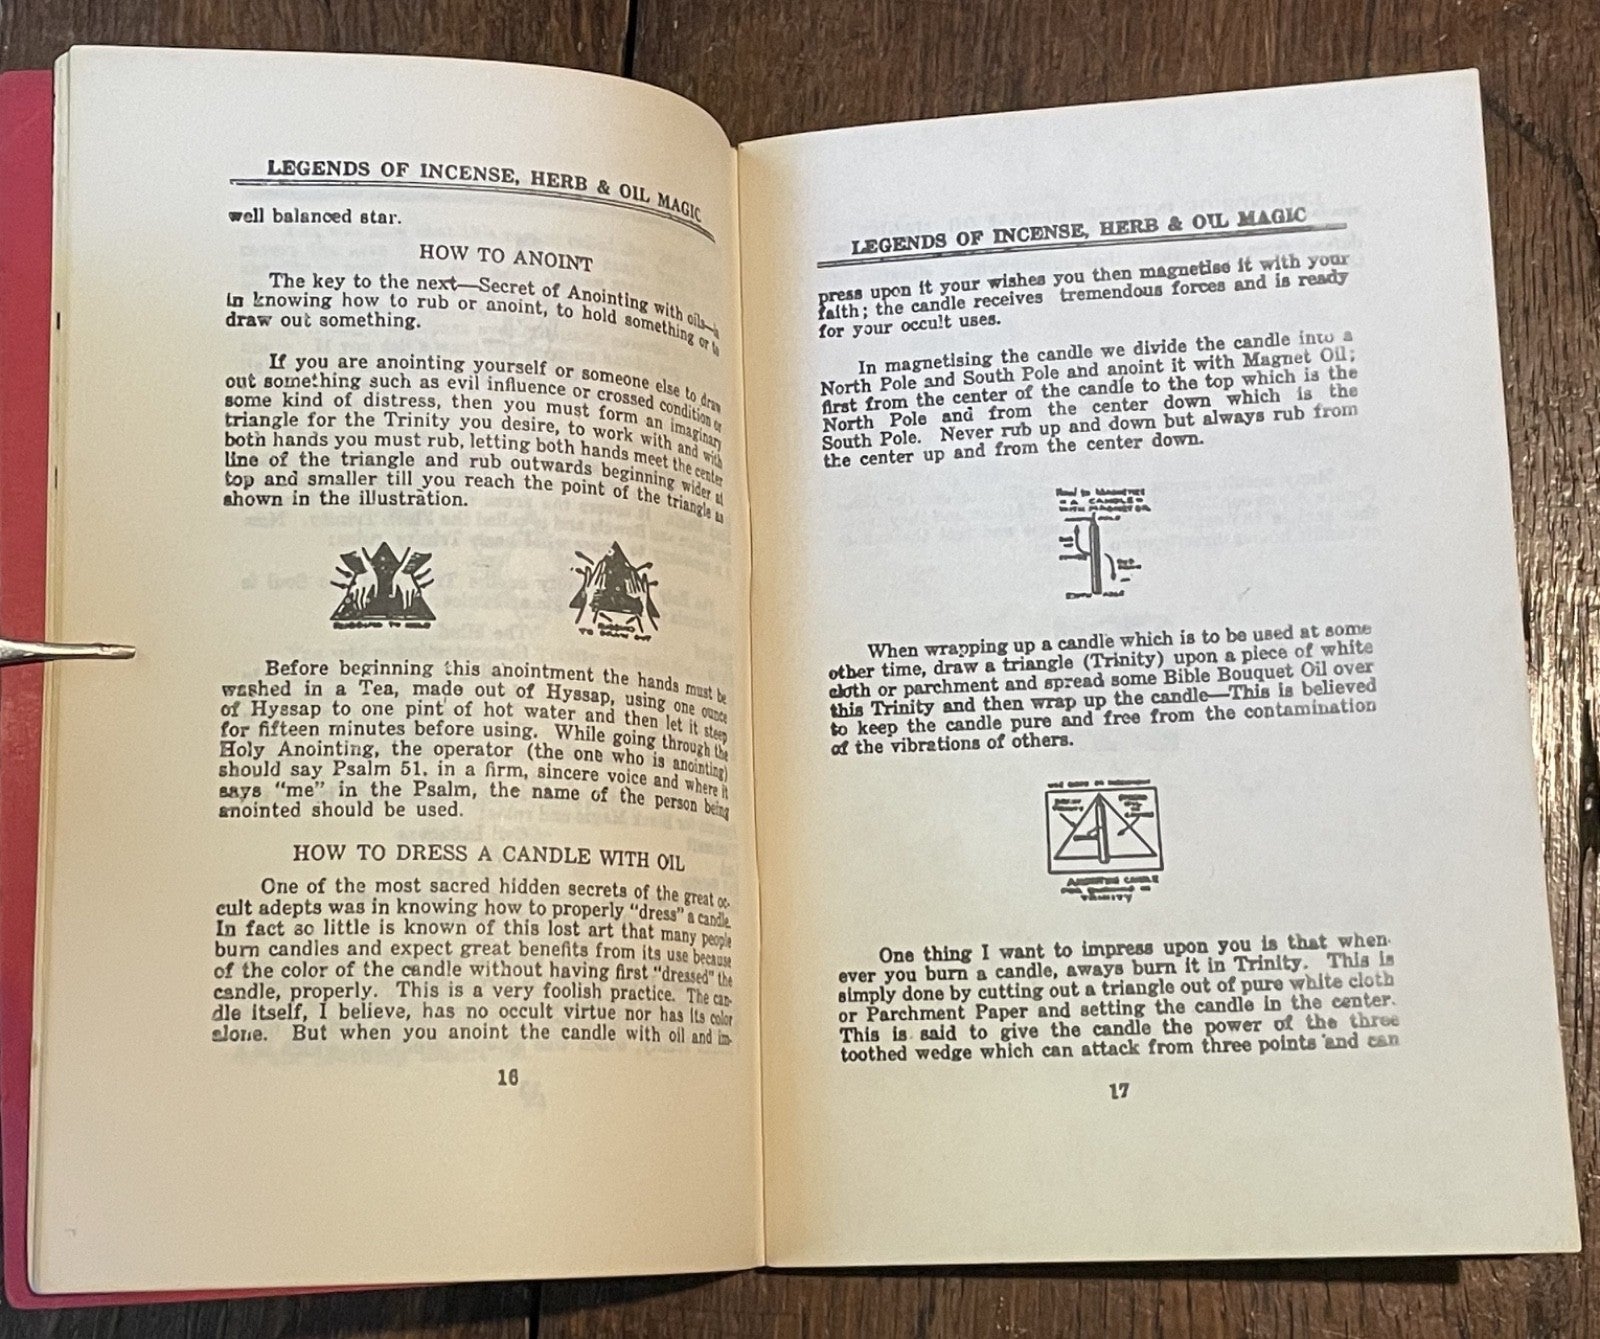 LEGENDS OF INCENSE, HERB & OIL MAGIC
well balanced star.
HOW TO ANOINT
The key to the next—Secret of Anointing with oils—is
in knowing how to rub or anoint, to hold something or to
draw out something.
If you are anointing yourself or someone else to draw
out something such as evil influence or crossed condition or
some kind of distress, then you must form an imaginary
triangle for the Trinity you desire, to work with and with
both hands you must rub, letting both hands meet the center
line of the triangle and rub outwards beginning wider at
top and smaller till you reach the point of the triangle as
shown in the illustration.
RUBBING TO HOLD
RUBBING
TO DRAW OUT
Before beginning this anointment the hands must be
washed in a Tea, made out of Hyssap, using one ounce
of Hyssap to one pint of hot water and then let it steep
for fifteen minutes before using. While going through the
Holy Anointing, the operator (the one who is anointing)
should say Psalm 51. in a firm, sincere voice and where it
says "me" in the Psalm, the name of the person being
anointed should be used.
HOW TO DRESS A CANDLE WITH OIL
One of the most sacred hidden secrets of the great oc-
cult adepts was in knowing how to properly "dress" a candle.
In fact so little is known of this lost art that many people
burn candles and expect great benefits from its use because
of the color of the candle without having first "dressed" the
candle, properly. This is a very foolish practice. The can-
dle itself, I believe, has no occult virtue nor has its color
alone. But when you anoint the candle with oil and im-
16
LEGENDS OF INCENSE, HERB & OIL MAGIC
press upon it your wishes you then magnetise it with your
faith; the candle receives tremendous forces and is ready
for your occult uses.
In magnetising the candle we divide the candle into a
North Pole and South Pole and anoint it with Magnet Oil;
first from the center of the candle to the top which is the
North Pole and from the center down which is the
South Pole. Never rub up and down but always rub from
the center up and from the center down.
How to Magnetize
A CANDLE
WITH MAGNET OIL
When wrapping up a candle which is to be used at some
other time, draw a triangle (Trinity) upon a piece of white
cloth or parchment and spread some Bible Bouquet Oil over
this Trinity and then wrap up the candle—This is believed
to keep the candle pure and free from the contamination
of the vibrations of others.
TRINITY
One thing I want to impress upon you is that when-
ever you burn a candle, aways burn it in Trinity. This is
simply done by cutting out a triangle out of pure white cloth
or Parchment Paper and setting the candle in the center.
This is said to give the candle the power of the three
toothed wedge which can attack from three points and can
17